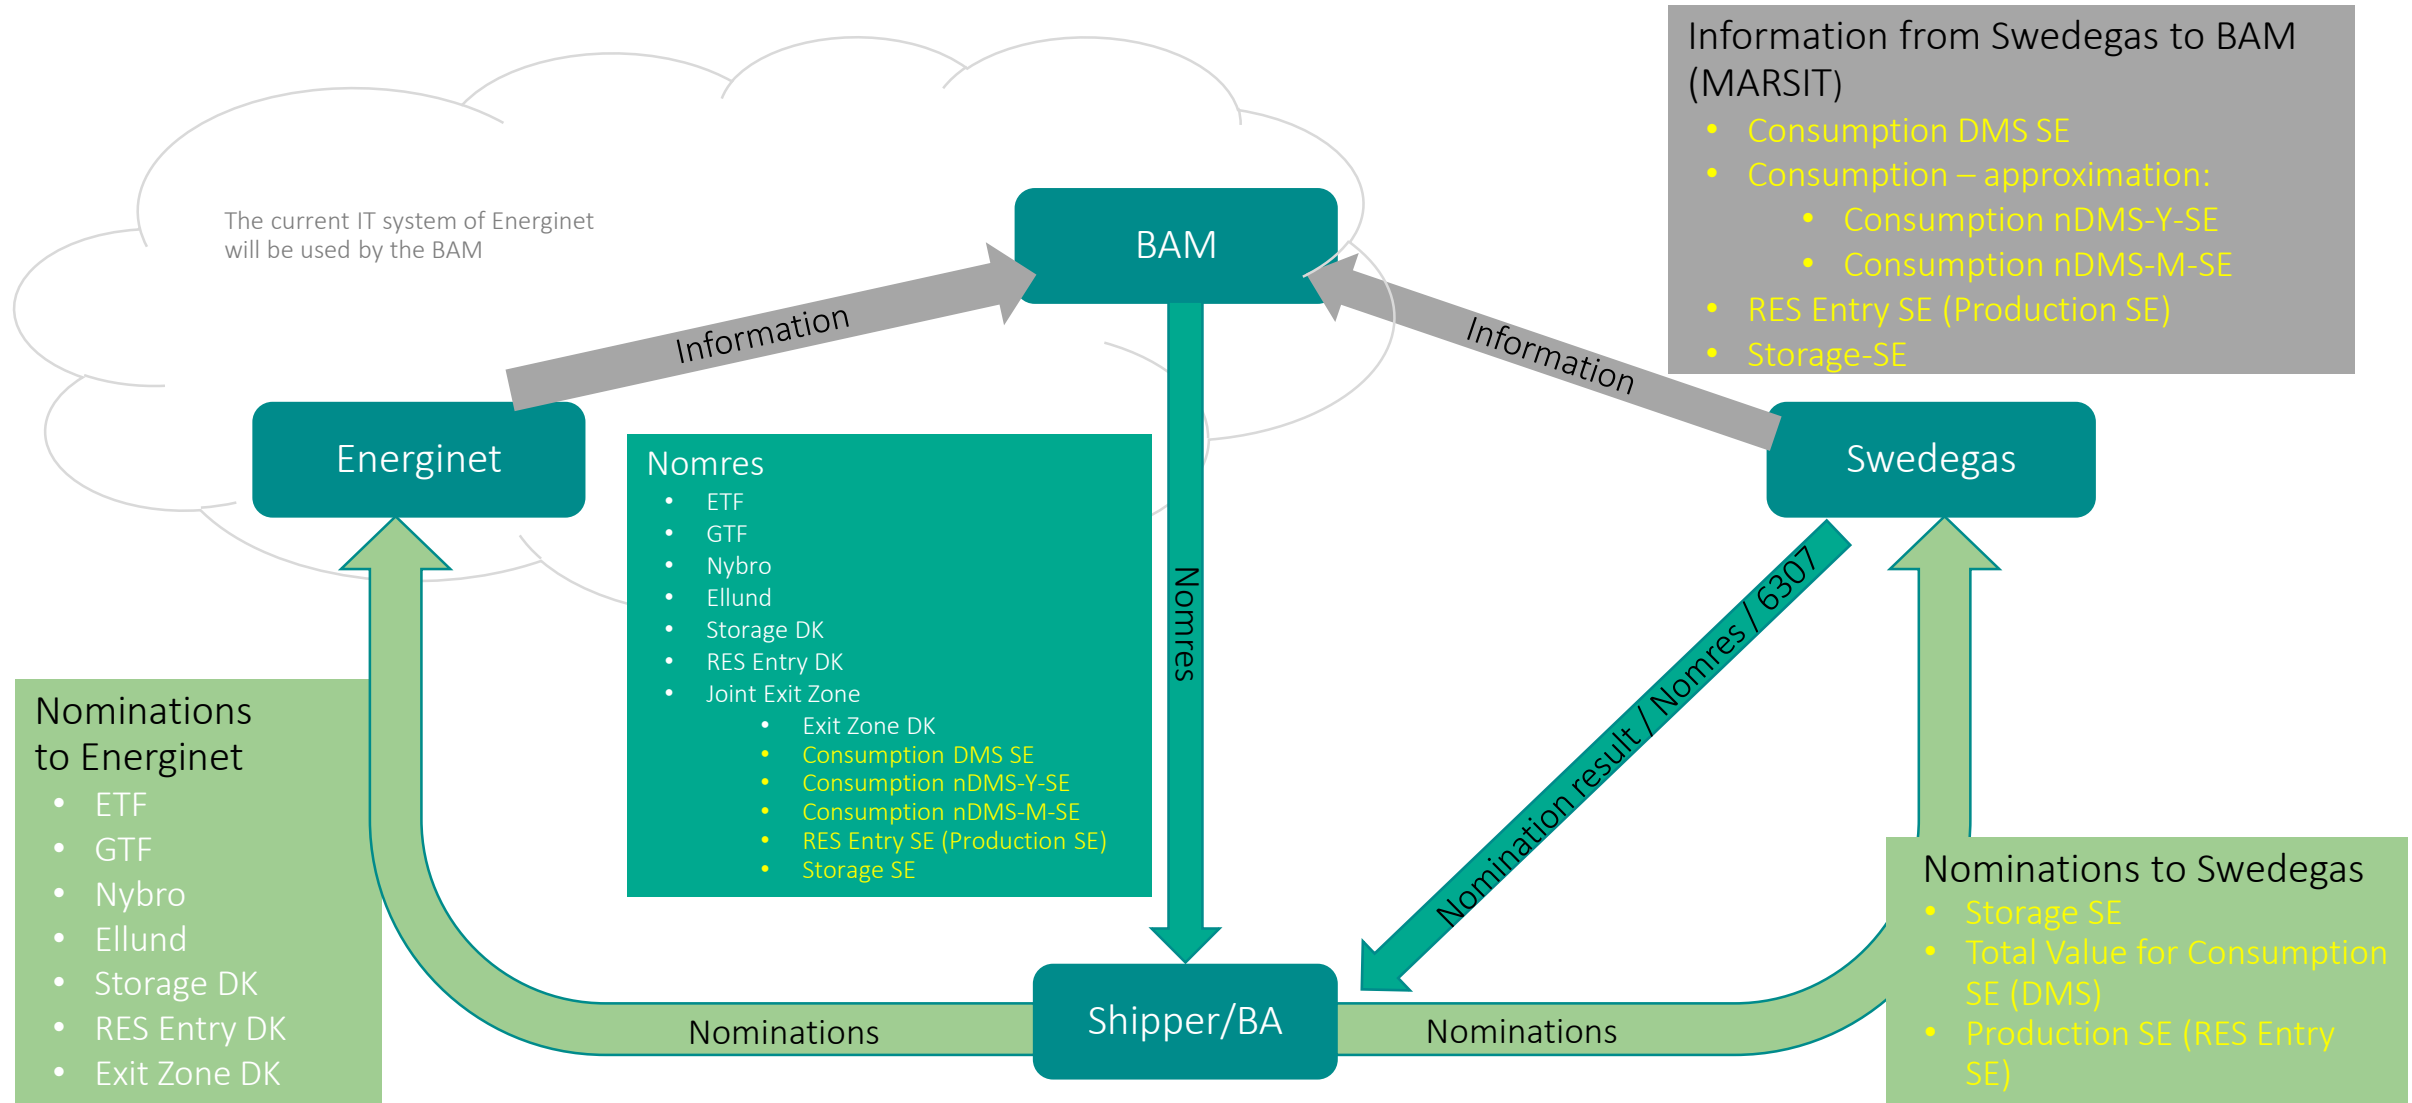 Information from Swedegas to BAM
(MARSIT)
• Consumption DMS SE
• Consumption – approximation:
• Consumption nDMS-Y-SE
• Consumption nDMS-M-SE
• RES Entry SE (Production SE)
• Storage-SE
The current IT system of Energinet
will be used by the BAM
BAM
Information
Information
Energinet
Swedegas
Nomres
• ETF
• GTF
• Nybro
• Ellund
• Storage DK
• RES Entry DK
• Joint Exit Zone
• Exit Zone DK
• Consumption DMS SE
• Consumption nDMS-Y-SE
• Consumption nDMS-M-SE
• RES Entry SE (Production SE)
• Storage SE
Nomres
Nomination result / Nomres / 6307
Nominations
to Energinet
• ETF
• GTF
• Nybro
• Ellund
• Storage DK
• RES Entry DK
• Exit Zone DK
Nominations
Shipper/BA
Nominations
Nominations to Swedegas
• Storage SE
• Total Value for Consumption
SE (DMS)
• Production SE (RES Entry
SE)